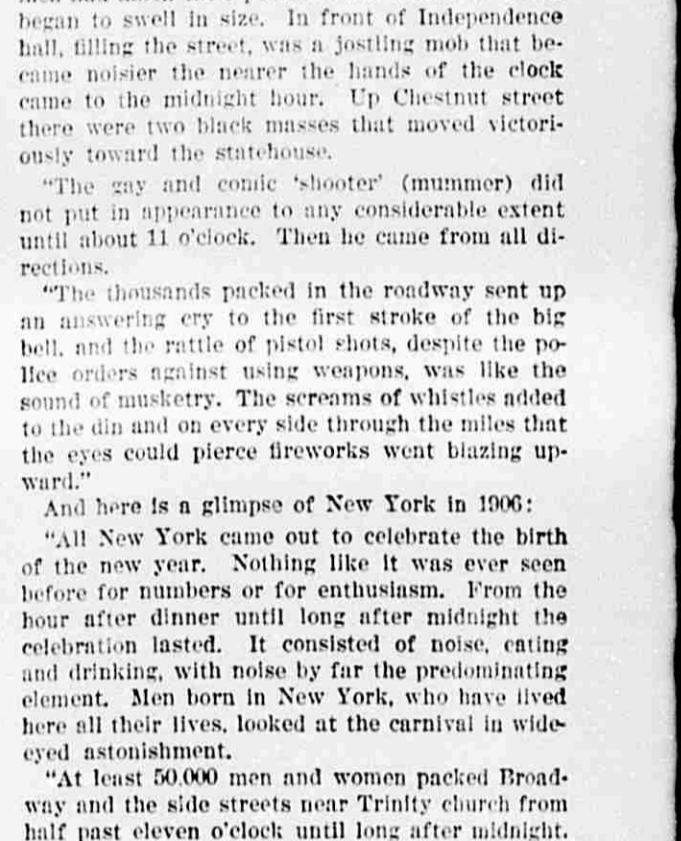 began to swell in size. In front of Independence
hall, filling the street, was a jostling mob that be-
came noisier the nearer the hands of the clock
came to the midnight hour. Up Chestnut street
there were two black masses that moved victori-
ously toward the statehouse.
"The gay and comic 'shooter' (mummer) did
not put in appearance to any considerable extent
until about 11 o'clock. Then he came from all di-
rections.
"The thousands packed in the roadway sent up
an answering cry to the first stroke of the big
bell, and the rattle of pistol shots, despite the po-
lice orders against using weapons, was like the
sound of musketry. The screams of whistles added
to the din and on every side through the miles that
the eyes could pierce fireworks went blazing up-
ward."
And here is a glimpse of New York in 1906:
"All New York came out to celebrate the birth
of the new year. Nothing like it was ever seen
before for numbers or for enthusiasm. From the
hour after dinner until long after midnight the
celebration lasted. It consisted of noise, eating
and drinking, with noise by far the predominating
element. Men born in New York, who have lived
here all their lives, looked at the carnival in wide-
eyed astonishment.
"At least 50,000 men and women packed Broad-
way and the side streets near Trinity church from
half past eleven o'clock until long after midnight.